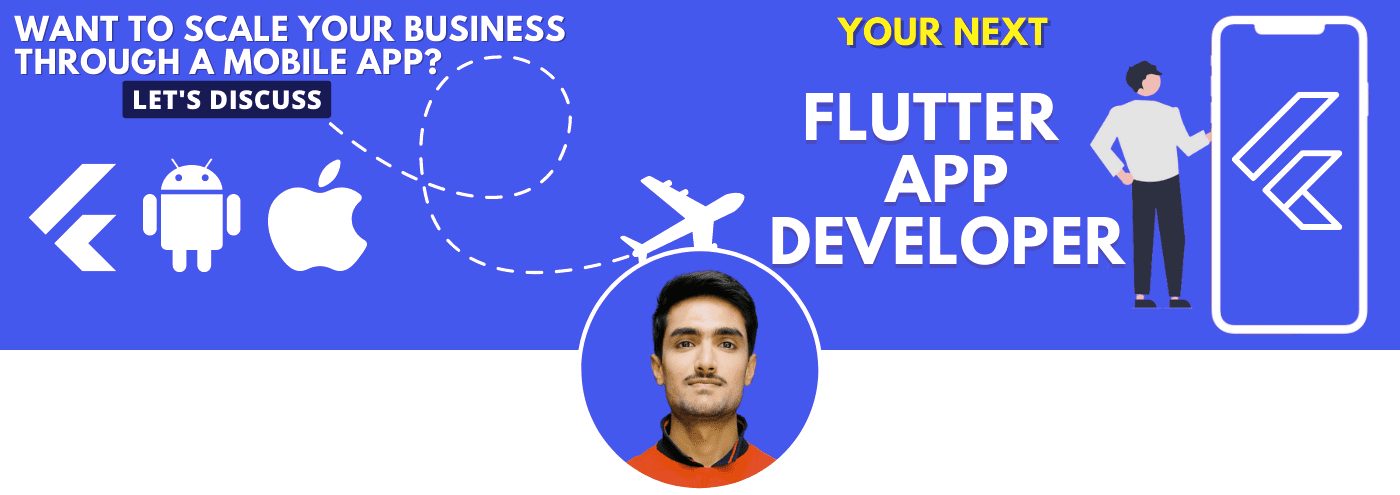 WANT TO SCALE YOUR BUSINESS
THROUGH A MOBILE APP?
LET'S DISCUSS
YOUR NEXT
FLUTTER
APP
DEVELOPER